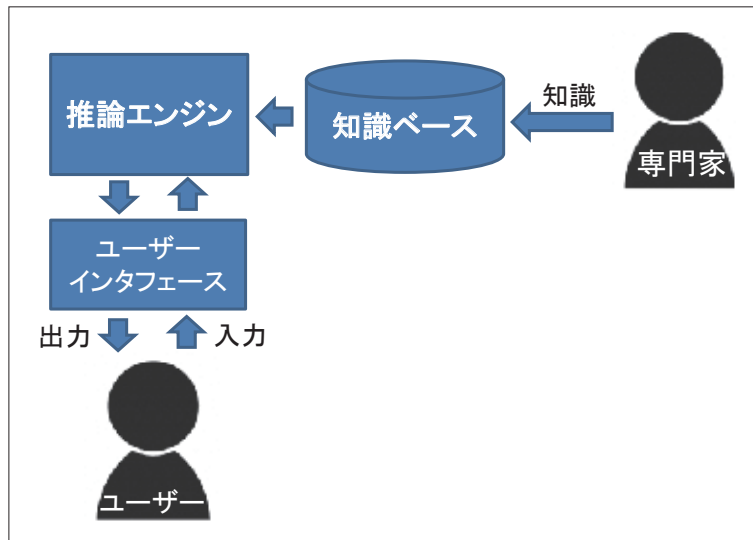 推論エンジン
知識ベース
知識
専門家
ユーザー
インタフェース
出力
入力
ユーザー